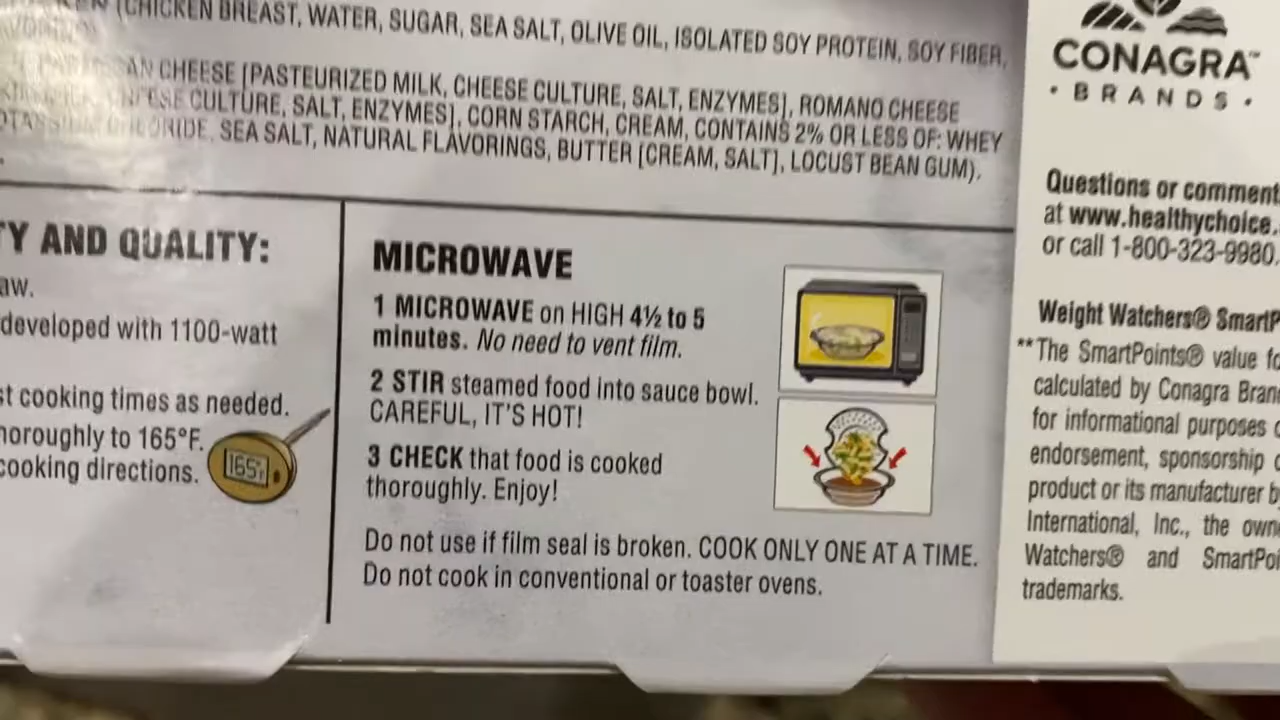 (CHICKEN BREAST, WATER, SUGAR, SEA SALT, OLIVE OIL, ISOLATED SOY PROTEIN, SOY FIBER,
CHEESE [PASTEURIZED MILK, CHEESE CULTURE, SALT, ENZYMES], ROMANO CHEESE
CHEESE CULTURE, SALT, ENZYMES], CORN STARCH, CREAM, CONTAINS 2% OR LESS OF: WHEY
CHLORIDE, SEA SALT, NATURAL FLAVORINGS, BUTTER [CREAM, SALT], LOCUST BEAN GUM).
TY AND QUALITY:
aw.
developed with 1100-watt
st cooking times as needed.
horoughly to 165°F.
cooking directions.
165°F
MICROWAVE
1 MICROWAVE on HIGH 4½ to 5
minutes. No need to vent film.
2 STIR steamed food into sauce bowl.
CAREFUL, IT'S HOT!
3 CHECK that food is cooked
thoroughly. Enjoy!
Do not use if film seal is broken. COOK ONLY ONE AT A TIME.
Do not cook in conventional or toaster ovens.
CONAGRA™
• BRANDS •
Questions or comment
at www.healthychoice.
or call 1-800-323-9980.
Weight Watchers® SmartP
**The SmartPoints® value fo
calculated by Conagra Bran
for informational purposes o
endorsement, sponsorship o
product or its manufacturer by
International, Inc., the own
Watchers® and SmartPoi
trademarks.